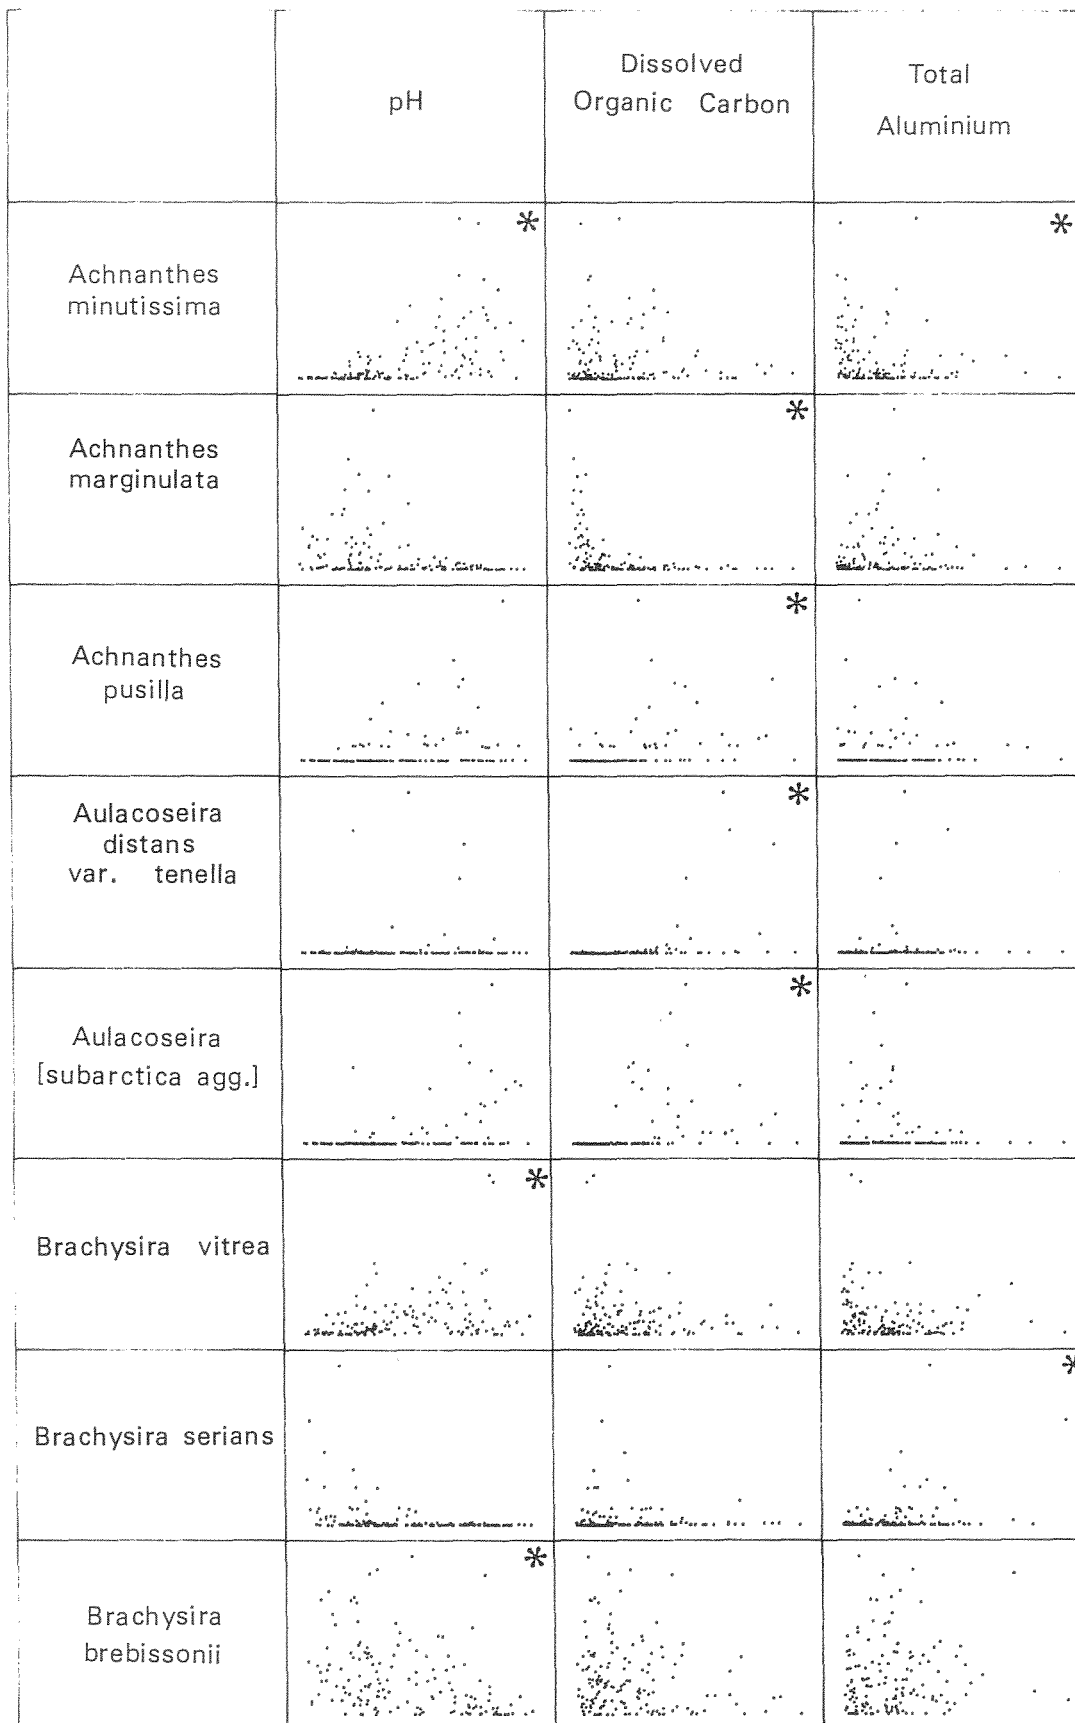 pH
Dissolved
Organic Carbon
Total
Aluminium
*
*
Achnanthes
minutissima
*
Achnanthes
marginulata
*
Achnanthes
pusilla
*
Aulacoseira
distans
var. tenella
*
Aulacoseira
[subarctica agg.]
*
Brachysira vitrea
*
Brachysira serians
*
Brachysira
brebissonii